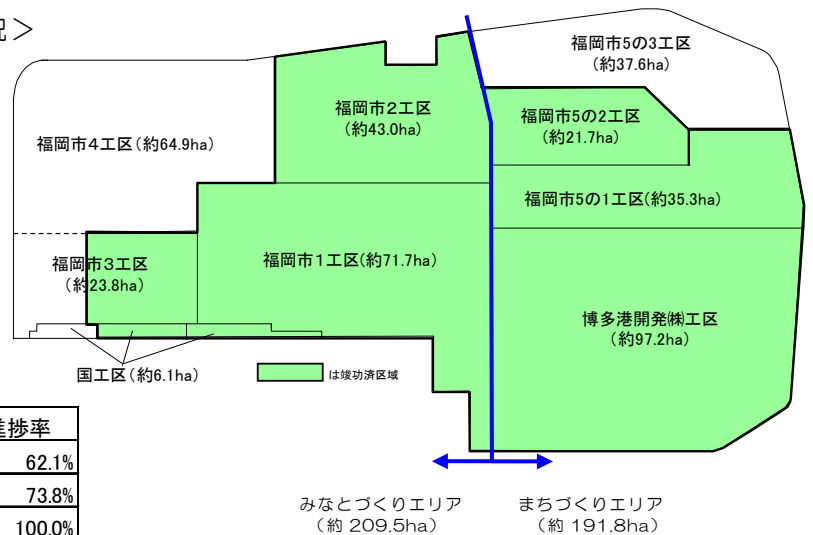 況>
福岡市5の3工区
(約37.6ha)
福岡市2工区
(約43.0ha)
福岡市5の2工区
(約21.7ha)
福岡市4工区(約64.9ha)
福岡市5の1工区(約35.3ha)
福岡市3工区
(約23.8ha)
福岡市1工区(約71.7ha)
博多港開発㈱工区
(約97.2ha)
国工区(約6.1ha)
は竣功済区域
進捗率
62.1%
73.8%
100.0%
みなとづくりエリア
(約 209.5ha)
まちづくりエリア
(約 191.8ha)